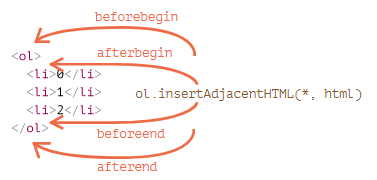 beforebegin
<ol>
afterbegin
<li>0</li>
<li>1</li>
ol.insertAdjacentHTML(*, html)
<li>2</li>
</ol>
beforeend
afterend